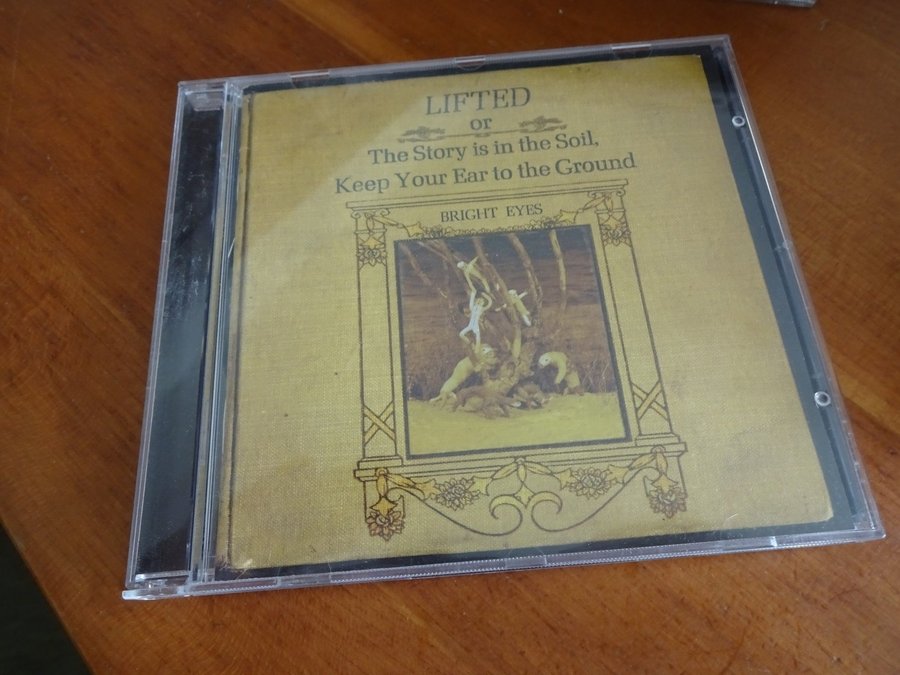 LIFTED
or
The Story is in the Soil,
Keep Your Ear to the Ground
BRIGHT EYES